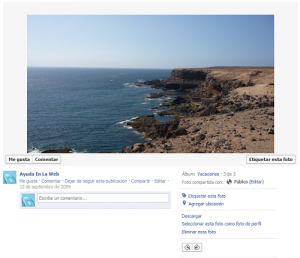 Me gusta Comentar Etiquetar esta foto
Ayuda En La Web
Me gusta · Comentar · Dejar de seguir esta publicación · Compartir · Editar ·
12 de septiembre de 2009
Escribe un comentario...
Álbum: Vacaciones · 3 de 3
Foto compartida con: Público (Editar)
Etiquetar esta foto
Agregar ubicación
Descargar
Seleccionar esta foto como foto de perfil
Eliminar esta foto